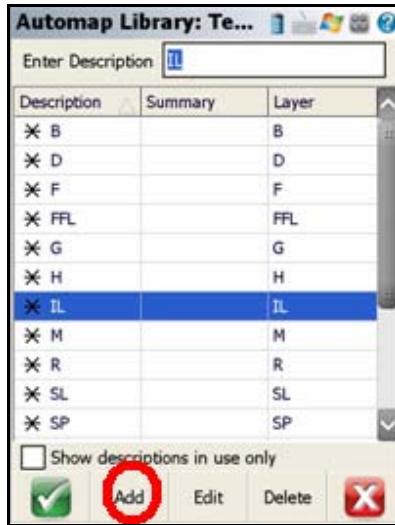 Automap Library: Te...
Enter Description IL
Description Summary Layer
B B
D D
F F
FFL FFL
G G
H H
IL IL
M M
R R
SL SL
SP SP
Show descriptions in use only
Add Edit Delete